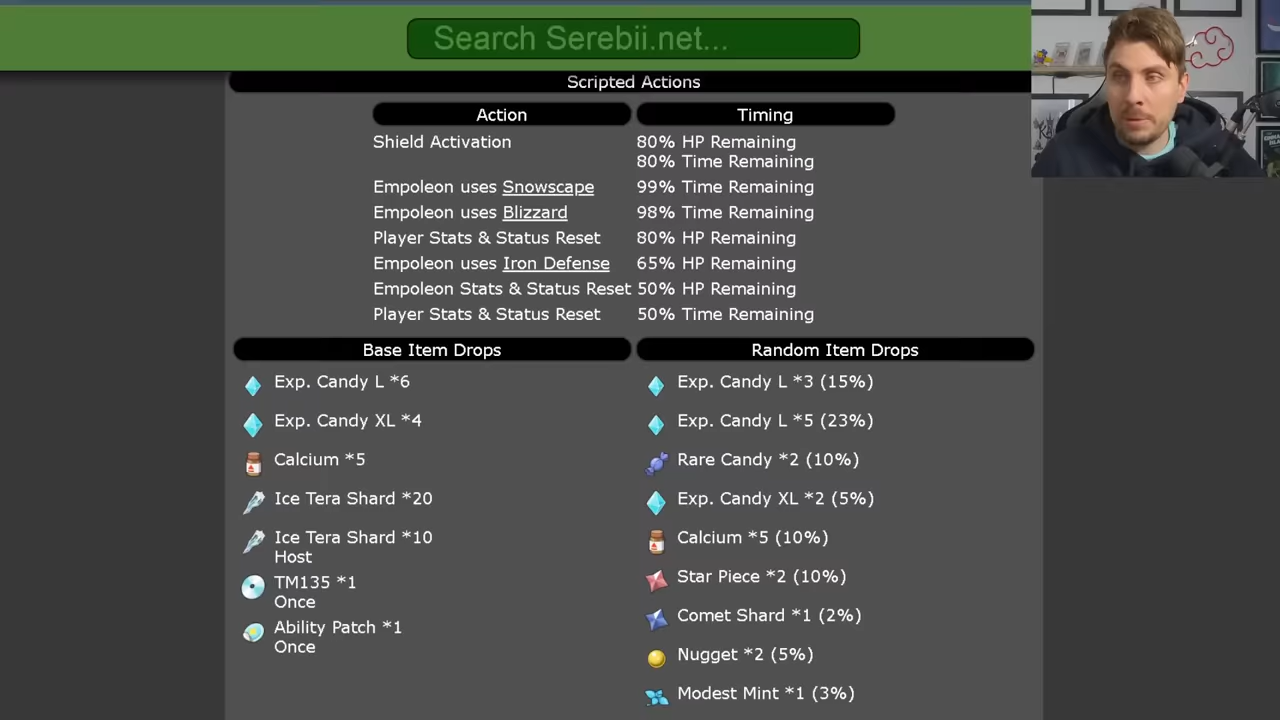 Search Serebii.net...
Scripted Actions
Action Timing
Shield Activation 80% HP Remaining
80% Time Remaining
Empoleon uses Snowscape 99% Time Remaining
Empoleon uses Blizzard 98% Time Remaining
Player Stats & Status Reset 80% HP Remaining
Empoleon uses Iron Defense 65% HP Remaining
Empoleon Stats & Status Reset 50% HP Remaining
Player Stats & Status Reset 50% Time Remaining
Base Item Drops
Exp. Candy L *6
Exp. Candy XL *4
Calcium *5
Ice Tera Shard *20
Ice Tera Shard *10
Host
TM135 *1
Once
Ability Patch *1
Once
Random Item Drops
Exp. Candy L *3 (15%)
Exp. Candy L *5 (23%)
Rare Candy *2 (10%)
Exp. Candy XL *2 (5%)
Calcium *5 (10%)
Star Piece *2 (10%)
Comet Shard *1 (2%)
Nugget *2 (5%)
Modest Mint *1 (3%)